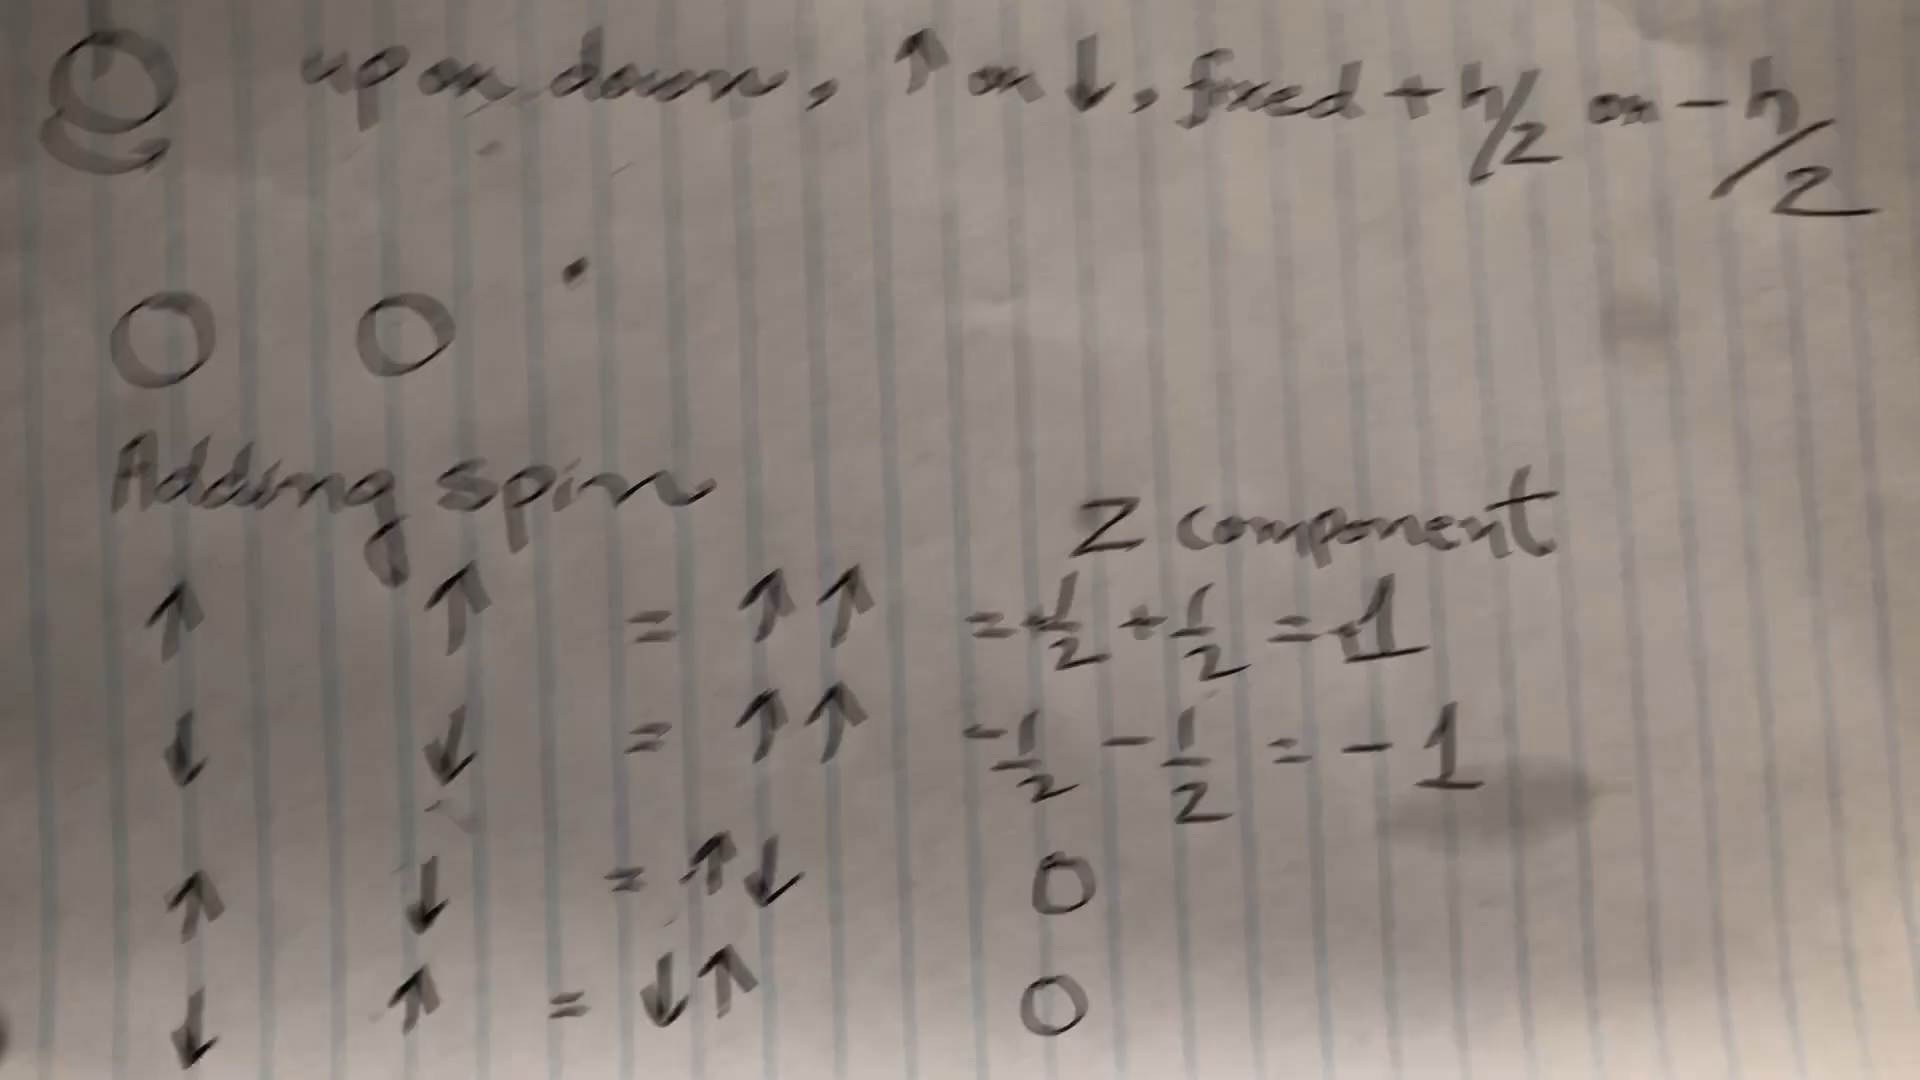 up or down, ↑ or ↓, fixed + ħ/2 or - ħ/2
Adding spin
Z component
↑ ↑ = ↑↑ = +1/2 + 1/2 = +1
↓ ↓ = ↑↑ -1/2 - 1/2 = - 1
↑ ↓ = ↑↓ 0
↓ ↑ = ↓↑ 0